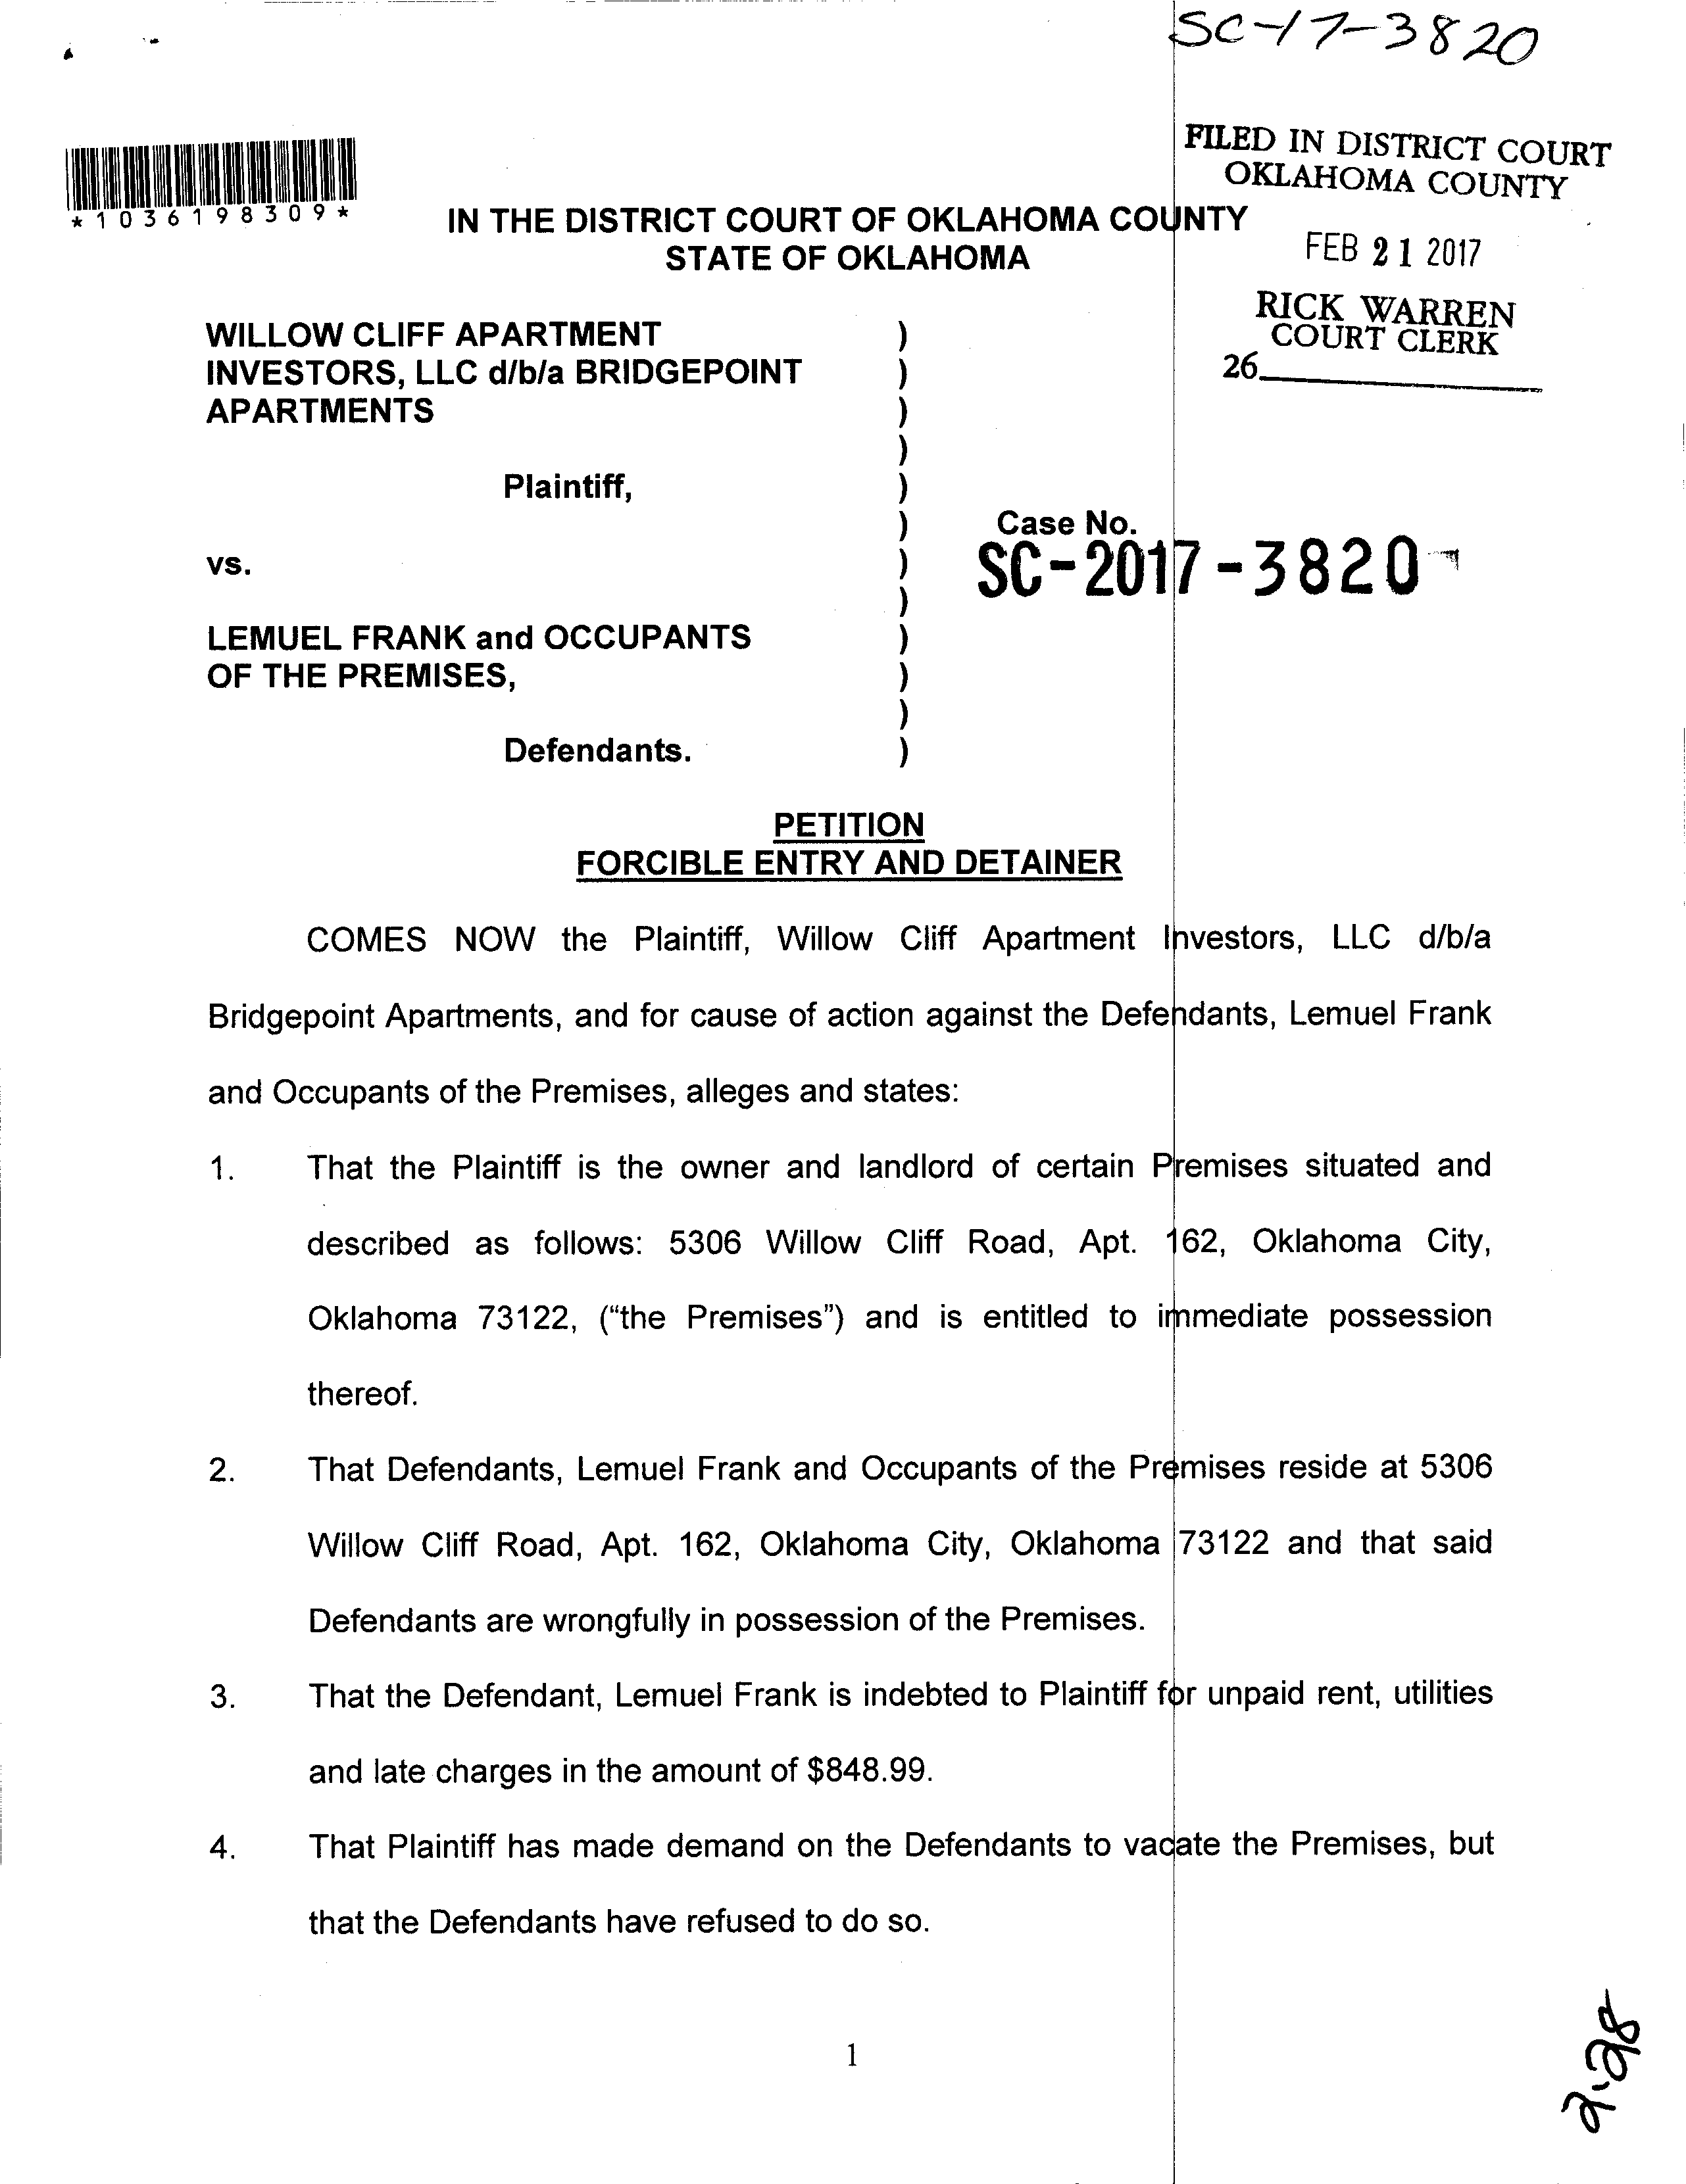 SC-17-3820
FILED IN DISTRICT COURT
OKLAHOMA COUNTY
*1036198309*
IN THE DISTRICT COURT OF OKLAHOMA COUNTY
STATE OF OKLAHOMA
FEB 21 2017
RICK WARREN
COURT CLERK
26
WILLOW CLIFF APARTMENT )
INVESTORS, LLC d/b/a BRIDGEPOINT )
APARTMENTS )
)
Plaintiff, )
) Case No.
vs. ) SC-2017-3820
)
LEMUEL FRANK and OCCUPANTS )
OF THE PREMISES, )
)
Defendants. )
PETITION
FORCIBLE ENTRY AND DETAINER
COMES NOW the Plaintiff, Willow Cliff Apartment Investors, LLC d/b/a
Bridgepoint Apartments, and for cause of action against the Defendants, Lemuel Frank
and Occupants of the Premises, alleges and states:
1. That the Plaintiff is the owner and landlord of certain Premises situated and
described as follows: 5306 Willow Cliff Road, Apt. 162, Oklahoma City,
Oklahoma 73122, (“the Premises”) and is entitled to immediate possession
thereof.
2. That Defendants, Lemuel Frank and Occupants of the Premises reside at 5306
Willow Cliff Road, Apt. 162, Oklahoma City, Oklahoma 73122 and that said
Defendants are wrongfully in possession of the Premises.
3. That the Defendant, Lemuel Frank is indebted to Plaintiff for unpaid rent, utilities
and late charges in the amount of $848.99.
4. That Plaintiff has made demand on the Defendants to vacate the Premises, but
that the Defendants have refused to do so.
1
2-28